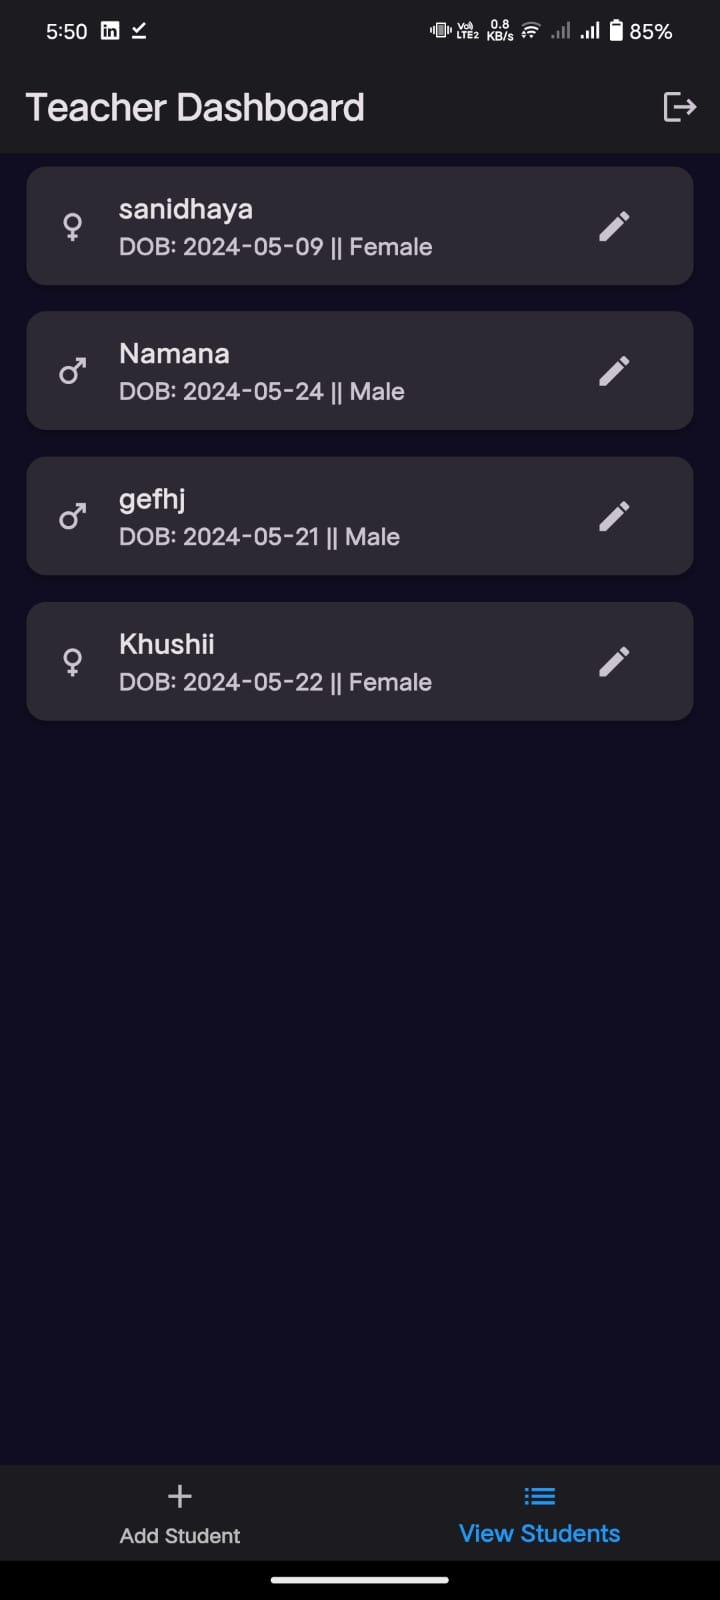 5:50 in Vo) LTE2 0.8 KB/s 85%
Teacher Dashboard
sanidhaya
DOB: 2024-05-09 || Female
Namana
DOB: 2024-05-24 || Male
gefhj
DOB: 2024-05-21 || Male
Khushii
DOB: 2024-05-22 || Female
Add Student
View Students